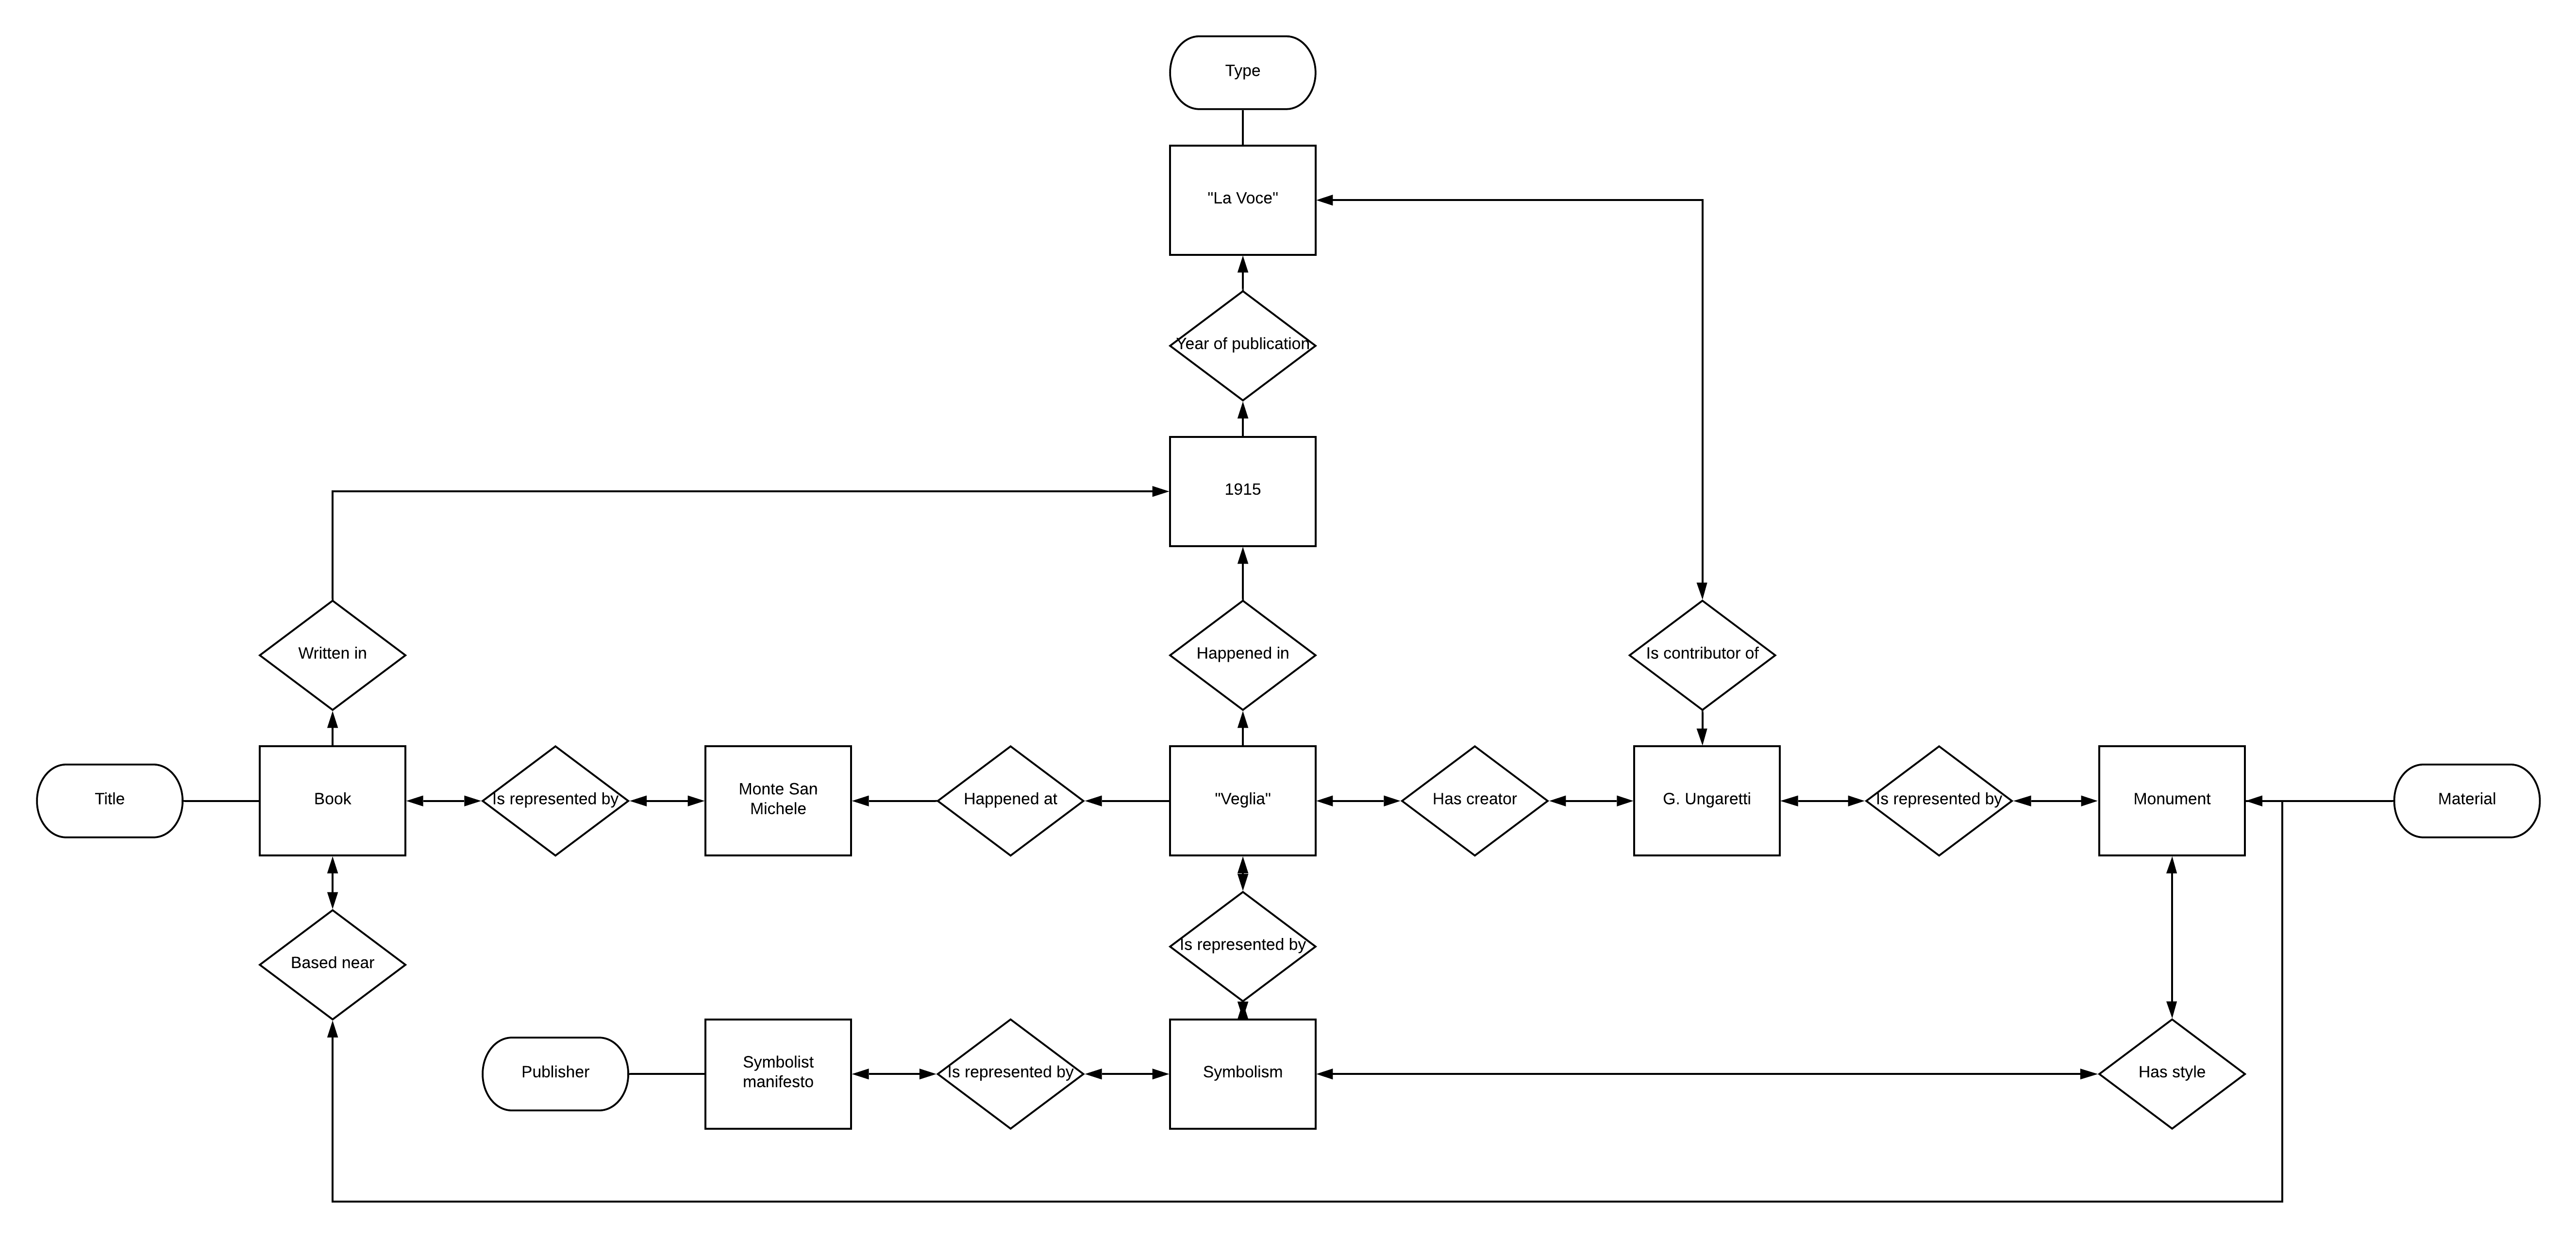 Type
"La Voce"
Year of publication
1915
Written in
Happened in
Is contributor of
Title
Book
Is represented by
Monte San
Michele
Happened at
"Veglia"
Has creator
G. Ungaretti
Is represented by
Monument
Material
Based near
Is represented by
Publisher
Symbolist
manifesto
Is represented by
Symbolism
Has style